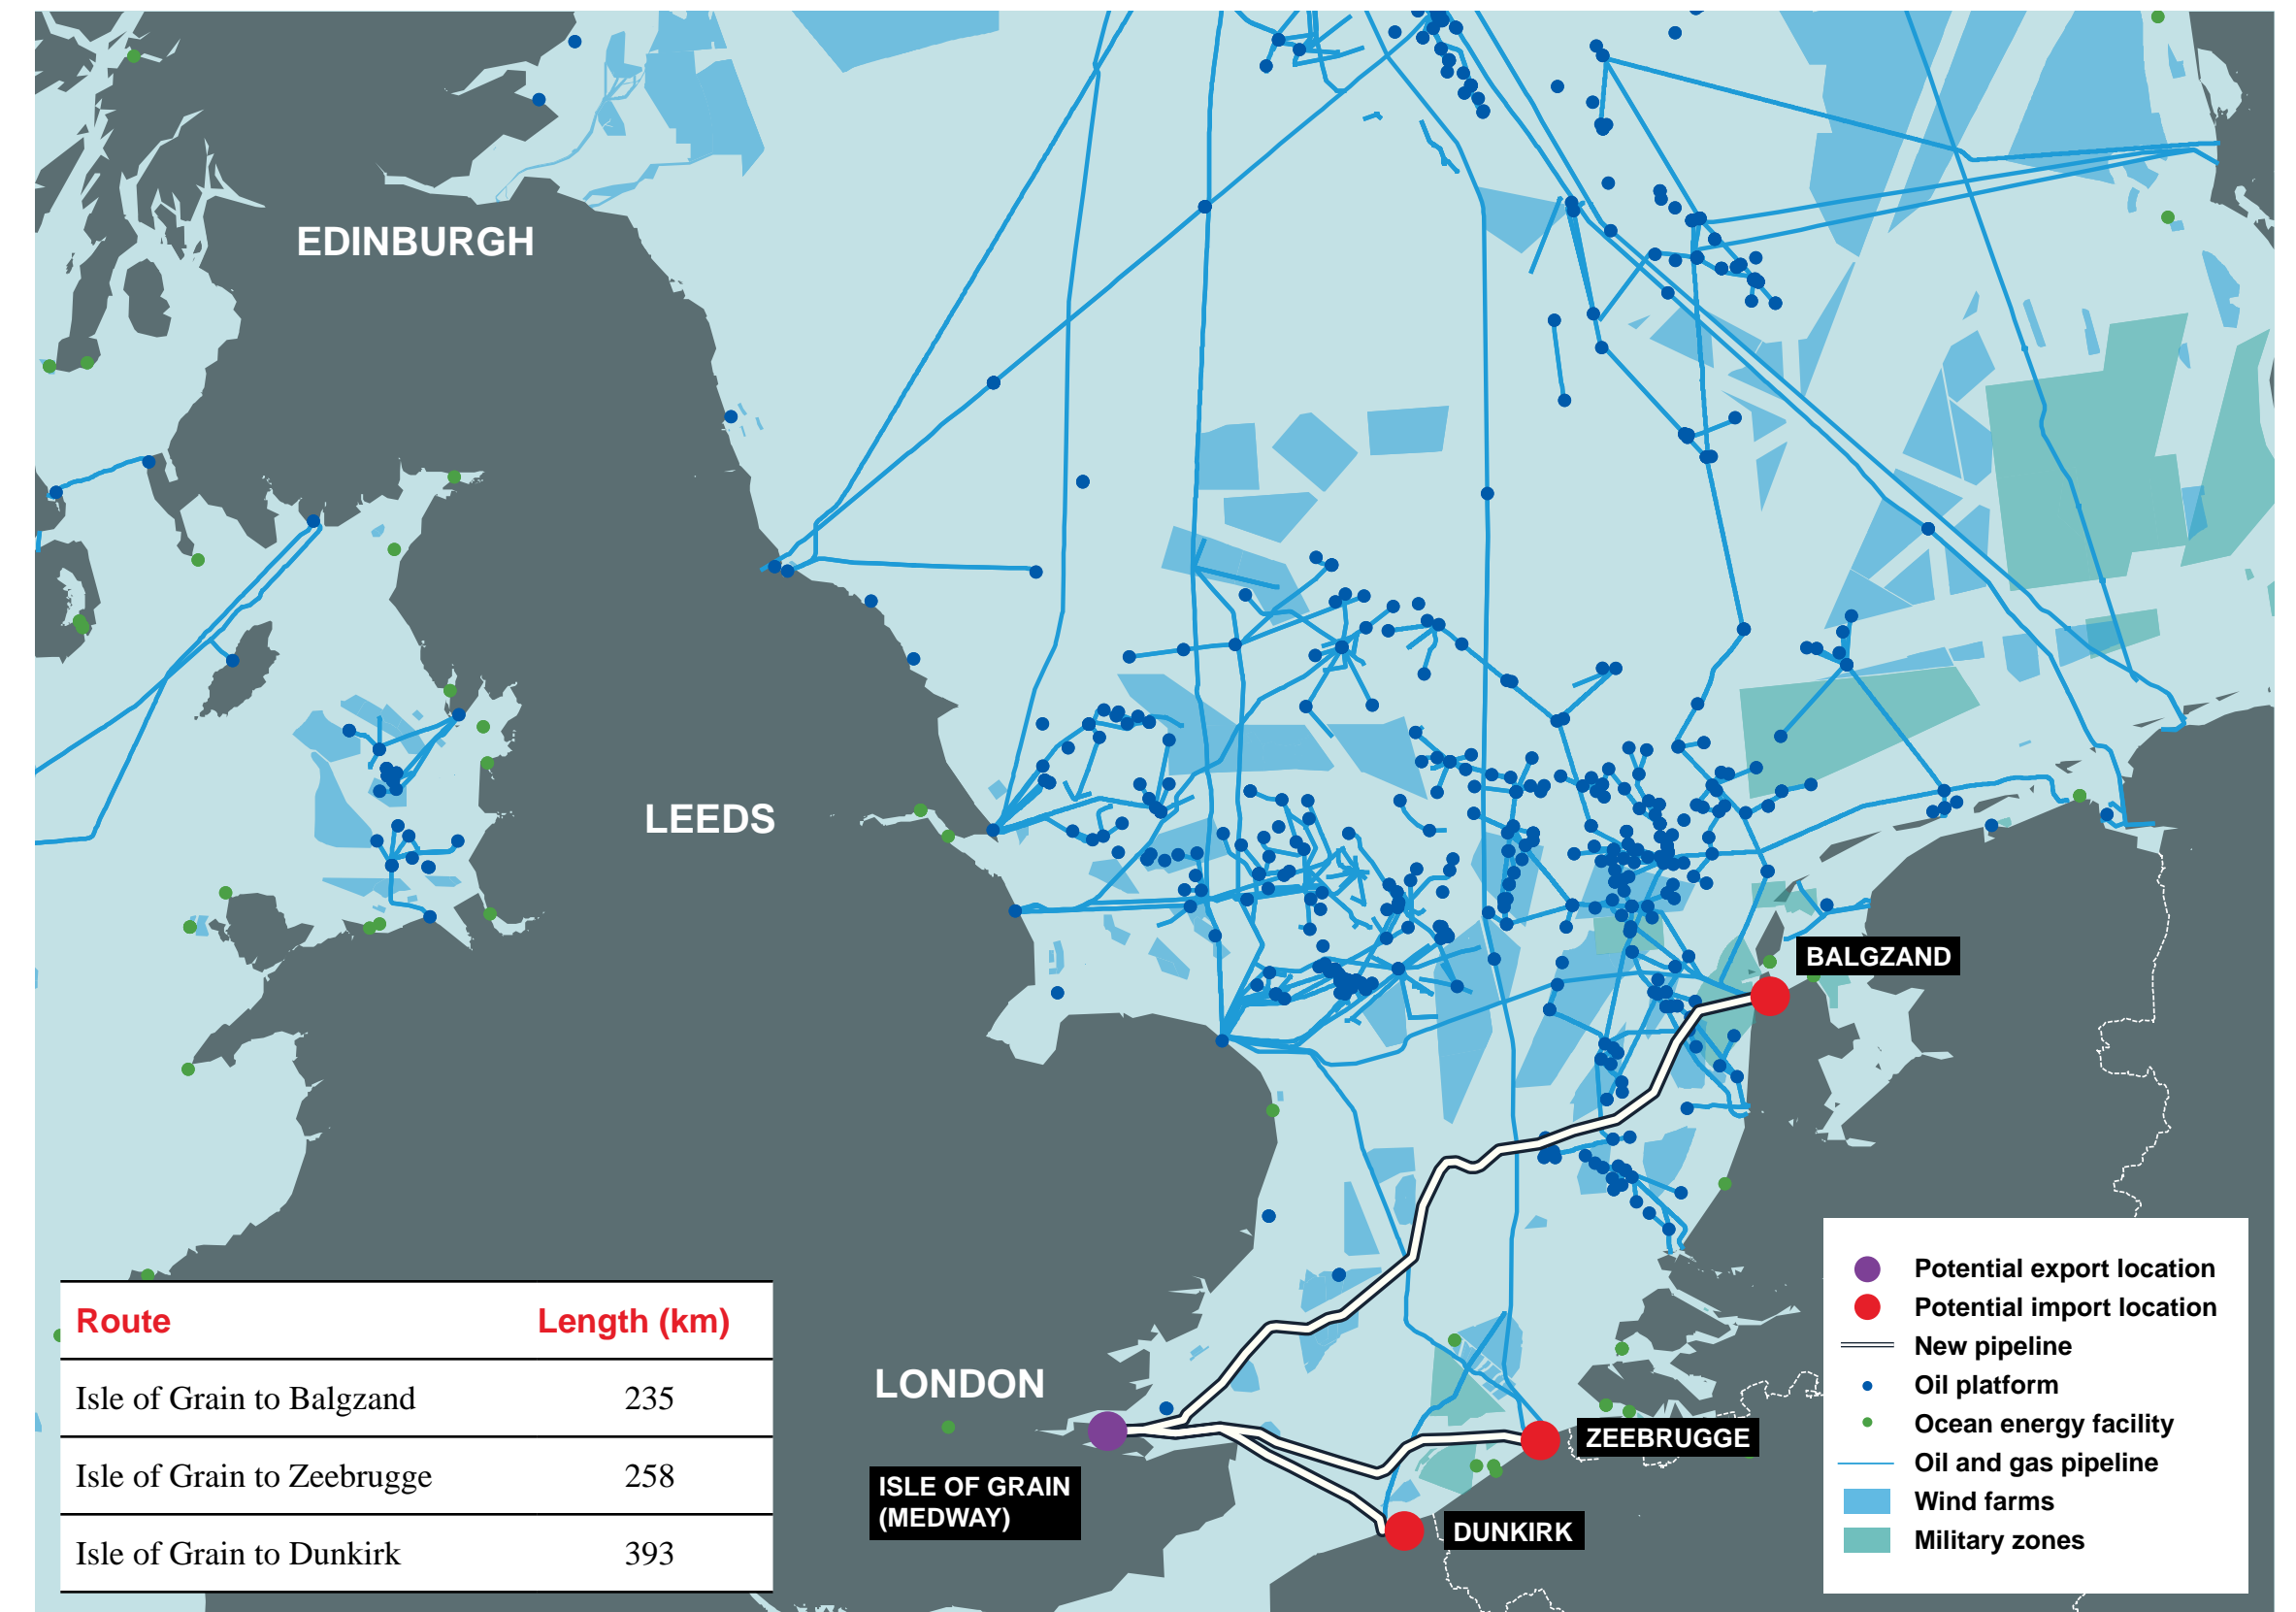 EDINBURGH
LEEDS
BALGZAND
LONDON
ISLE OF GRAIN
(MEDWAY)
ZEEBRUGGE
DUNKIRK
Route Length (km)
Isle of Grain to Balgzand 235
Isle of Grain to Zeebrugge 258
Isle of Grain to Dunkirk 393
Potential export location
Potential import location
New pipeline
Oil platform
Ocean energy facility
Oil and gas pipeline
Wind farms
Military zones